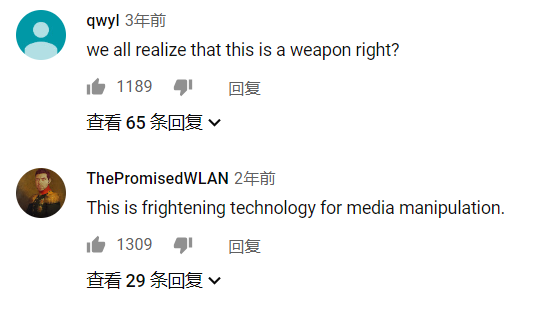 qwyl 3年前
we all realize that this is a weapon right?
1189 回复
查看 65 条回复
ThePromisedWLAN 2年前
This is frightening technology for media manipulation.
1309 回复
查看 29 条回复